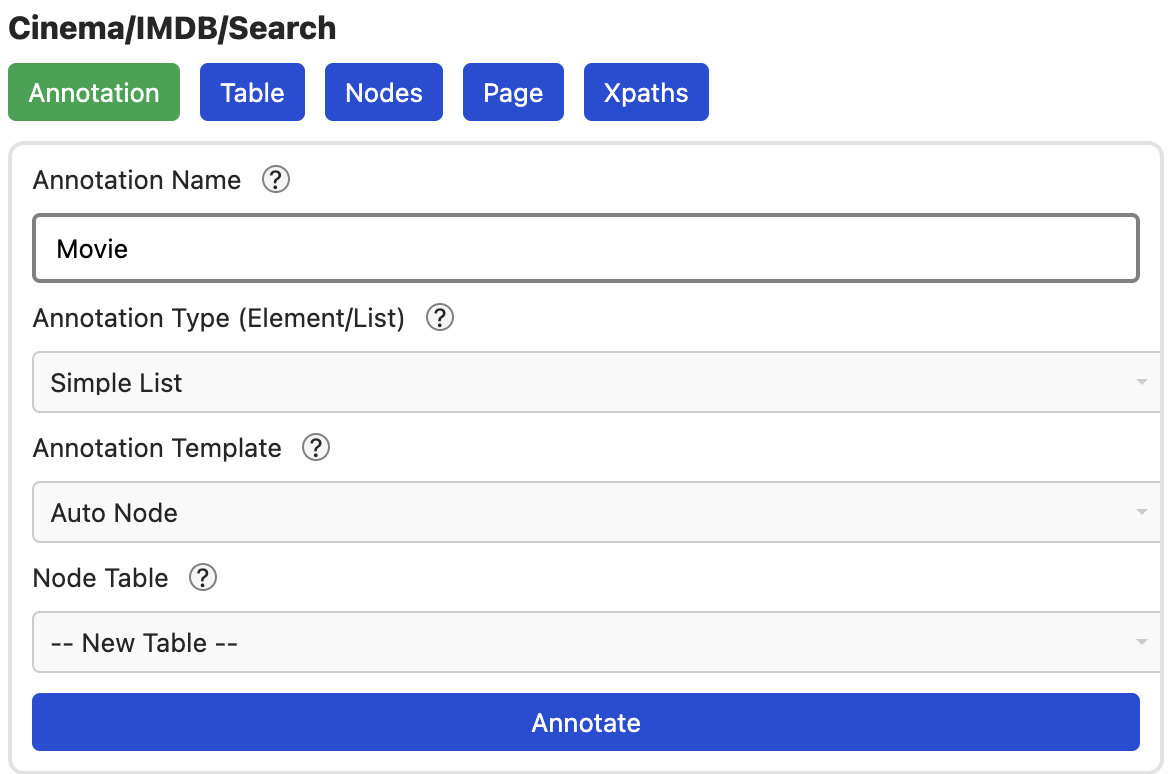 Cinema/IMDB/Search
Annotation Table Nodes Page Xpaths
Annotation Name ?
Movie
Annotation Type (Element/List) ?
Simple List
Annotation Template ?
Auto Node
Node Table ?
-- New Table --
Annotate